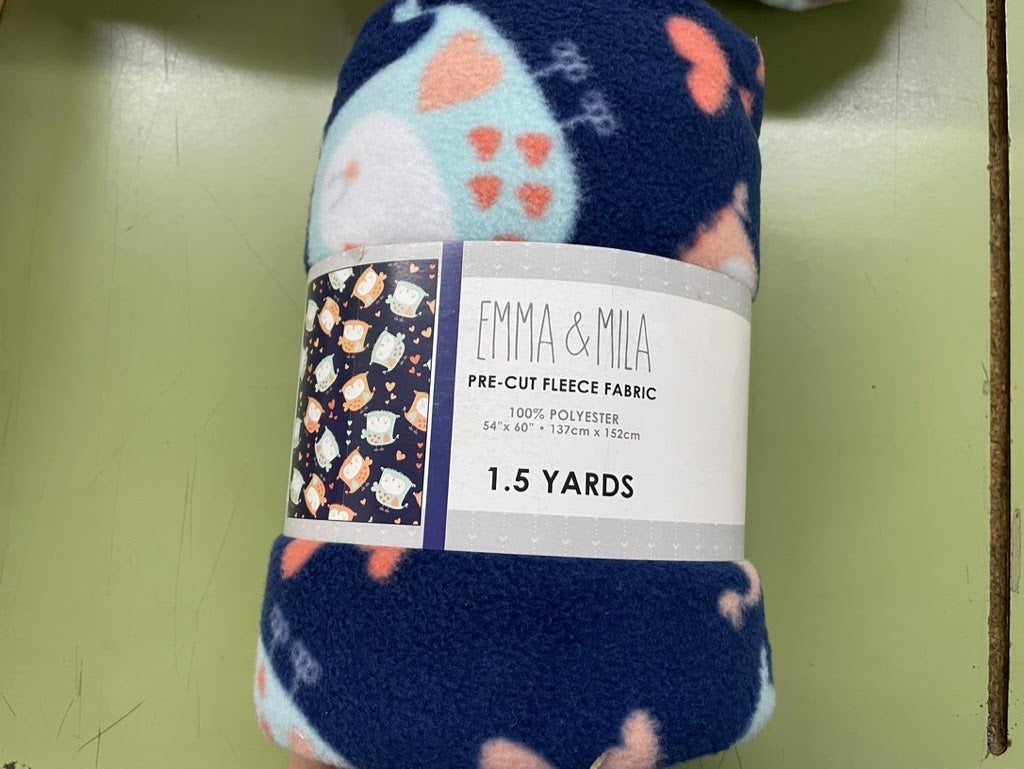 EMMA & MILA
PRE-CUT FLEECE FABRIC
100% POLYESTER
54"x 60" • 137cm x 152cm
1.5 YARDS